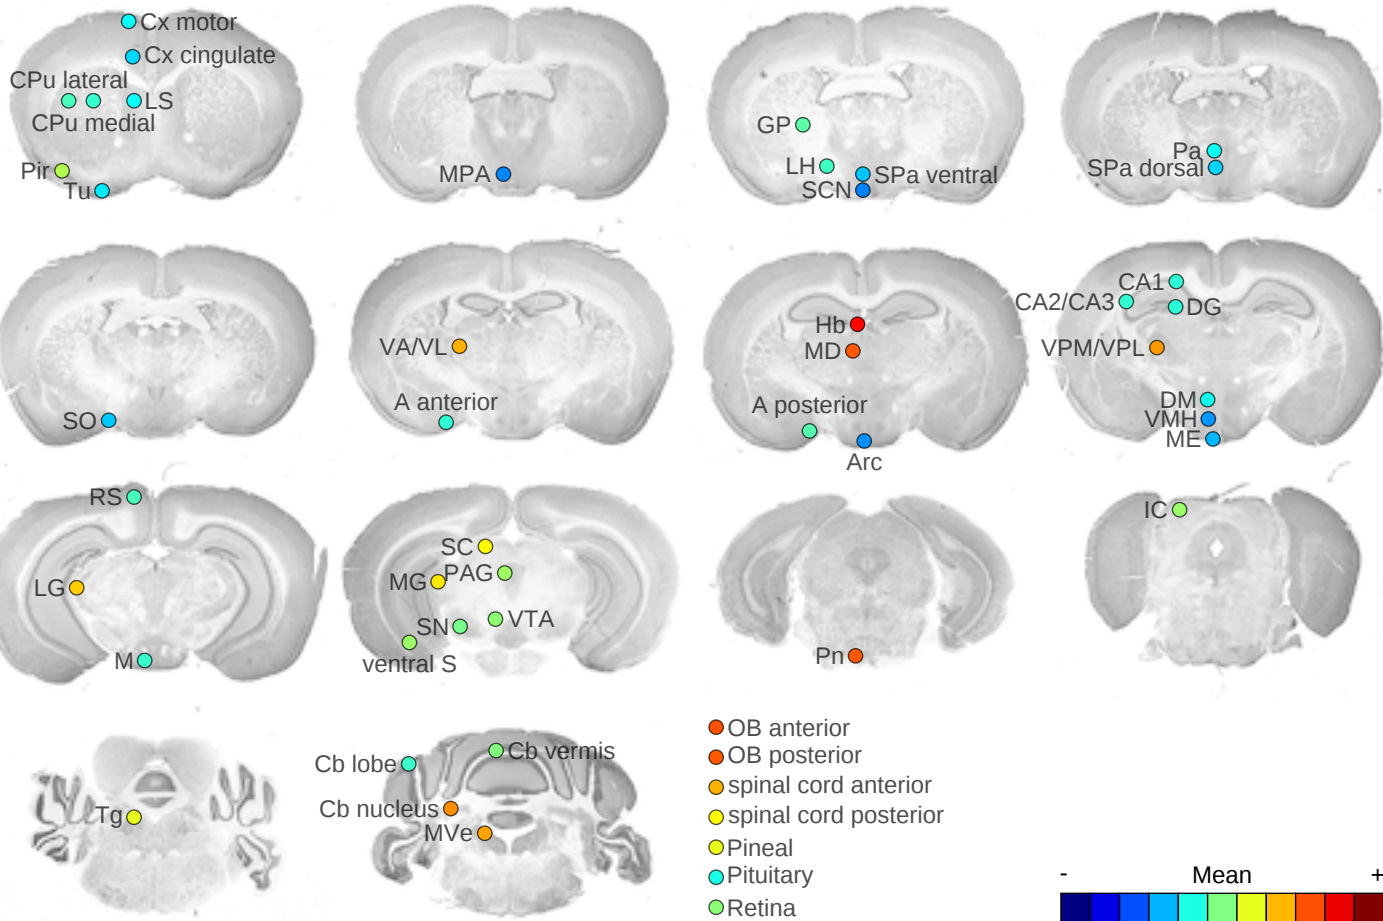 Cx motor
Cx cingulate
CPu lateral
LS
CPu medial
Pir
Tu
MPA
GP
LH
SPa ventral
SCN
Pa
SPa dorsal
SO
VA/VL
A anterior
Hb
MD
A posterior
Arc
CA1
CA2/CA3
DG
VPM/VPL
DM
VMH
ME
RS
LG
M
SC
PAG
MG
VTA
SN
ventral S
Pn
IC
Tg
Cb vermis
Cb lobe
Cb nucleus
MVe
OB anterior
OB posterior
spinal cord anterior
spinal cord posterior
Pineal
Pituitary
Retina
- Mean +